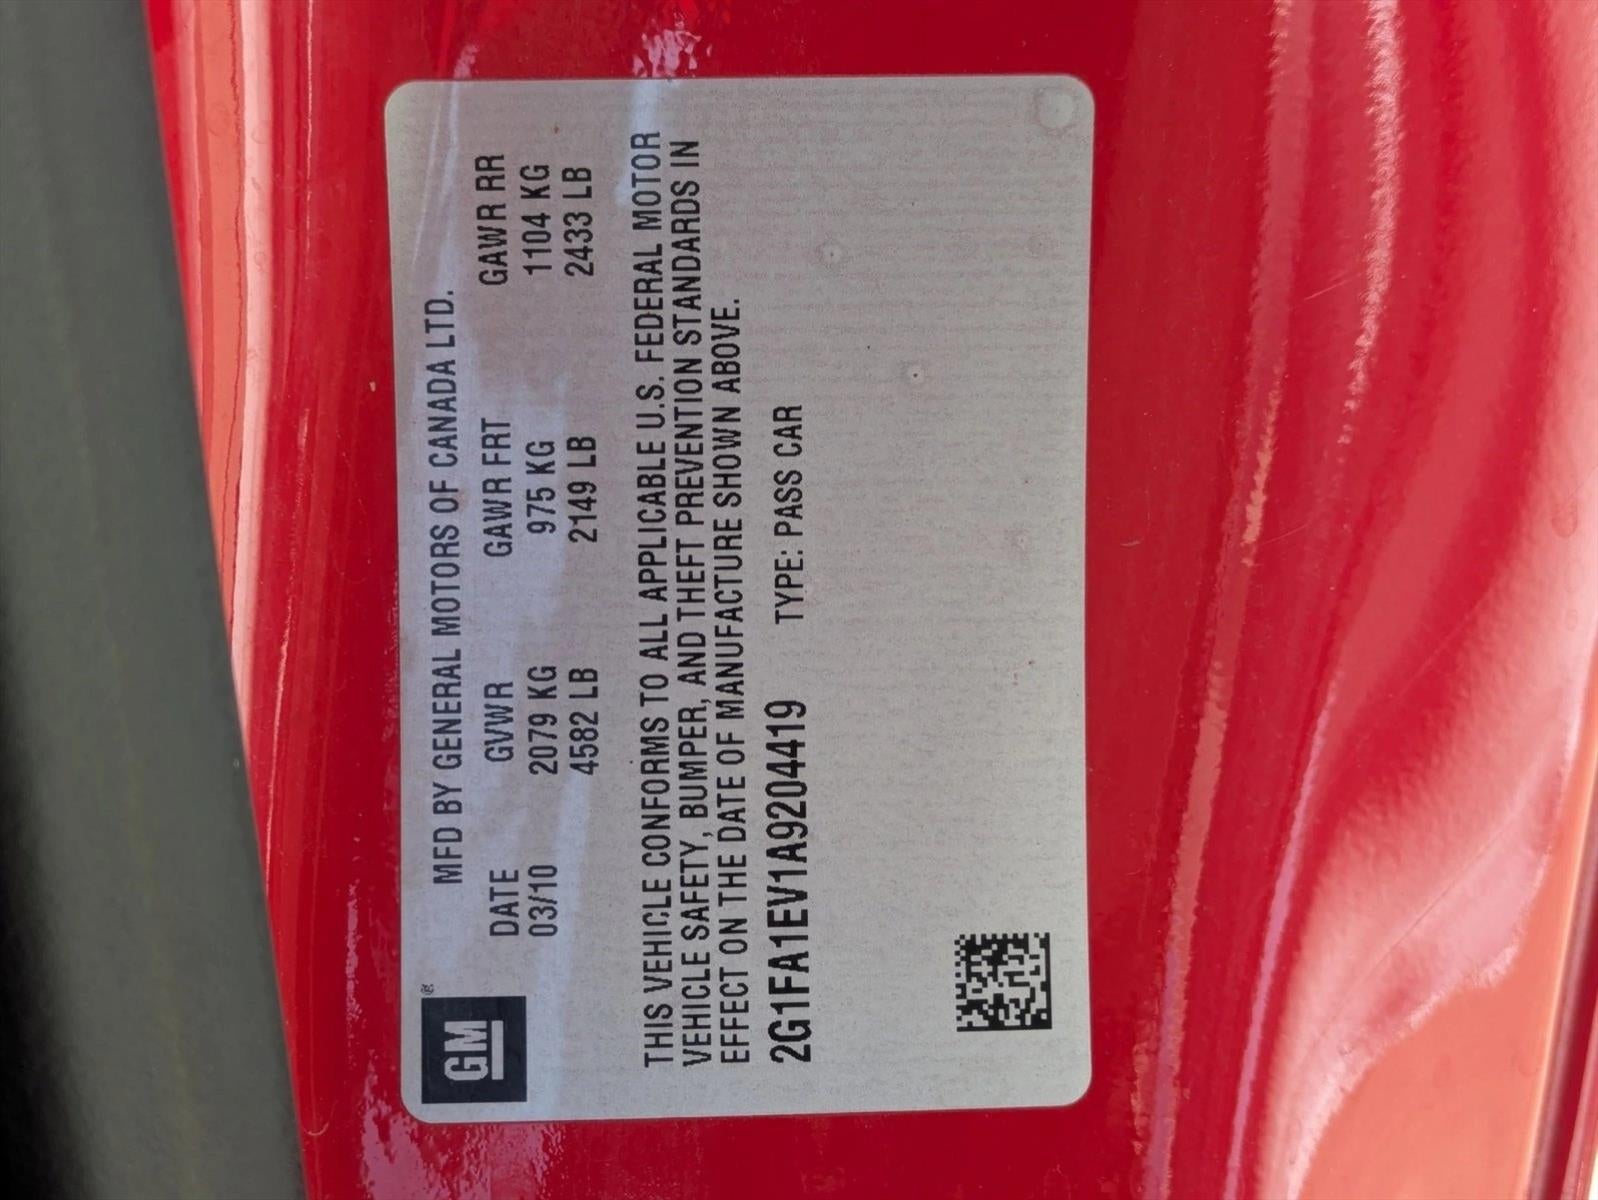 GM®
MFD BY GENERAL MOTORS OF CANADA LTD.
DATE GVWR GAWR FRT GAWR RR
03/10 2079 KG 975 KG 1104 KG
4582 LB 2149 LB 2433 LB
THIS VEHICLE CONFORMS TO ALL APPLICABLE U.S. FEDERAL MOTOR
VEHICLE SAFETY, BUMPER, AND THEFT PREVENTION STANDARDS IN
EFFECT ON THE DATE OF MANUFACTURE SHOWN ABOVE.
2G1FA1EV1A9204419 TYPE: PASS CAR